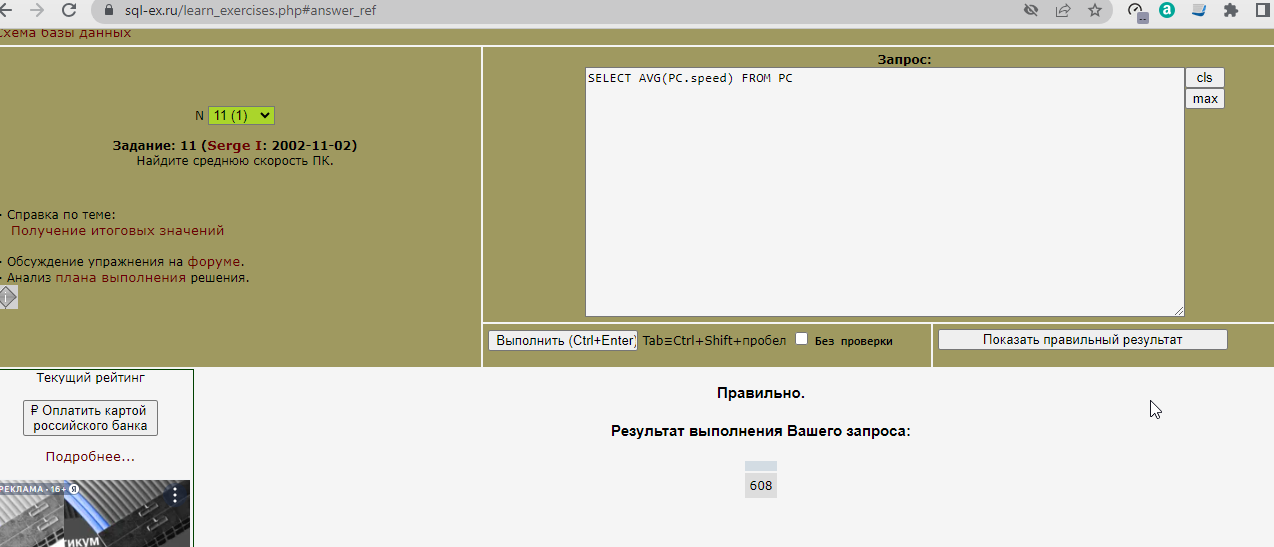 sql-ex.ru/learn_exercises.php#answer_ref
Схема базы данных
N 11 (1)
Задание: 11 (Serge I: 2002-11-02)
Найдите среднюю скорость ПК.
Справка по теме:
Получение итоговых значений
Обсуждение упражнения на форуме.
Анализ плана выполнения решения.
Запрос:
SELECT AVG(PC.speed) FROM PC
cls
max
Выполнить (Ctrl+Enter) Tab≡Ctrl+Shift+пробел Без проверки
Показать правильный результат
Текущий рейтинг
₽ Оплатить картой
российского банка
Подробнее...
РЕКЛАМА • 16+ Я
Правильно.
Результат выполнения Вашего запроса:
608